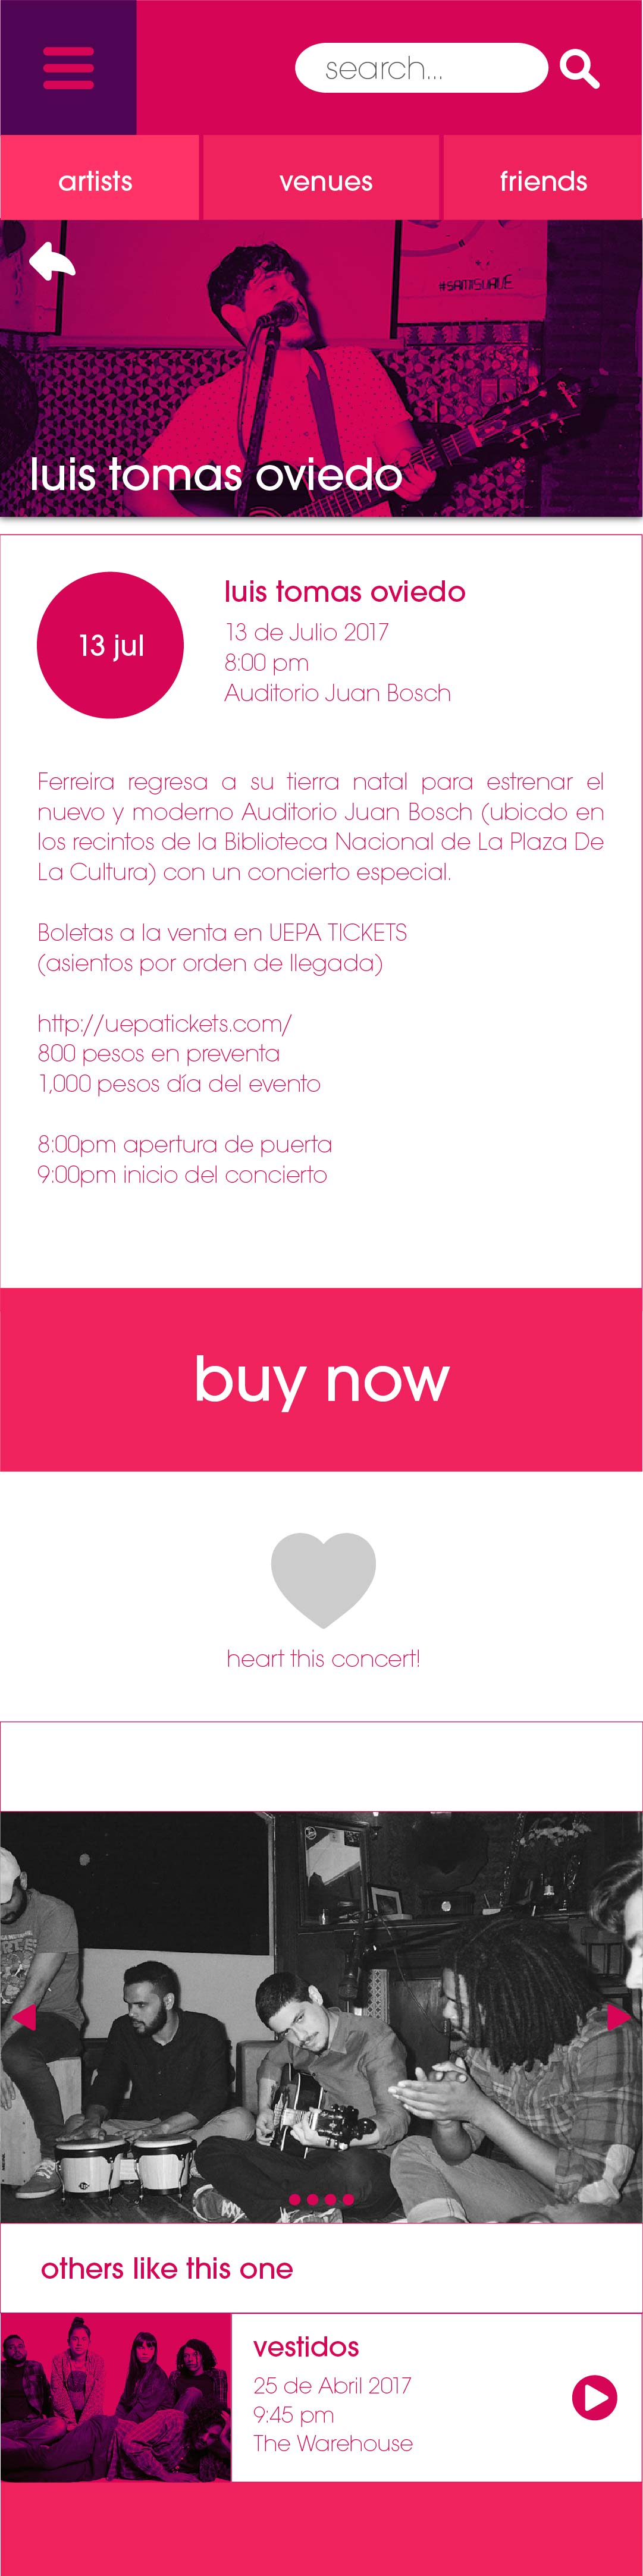 search...
artists
venues
friends
#SAMISUAVE
luis tomas oviedo
13 jul
luis tomas oviedo
13 de Julio 2017
8:00 pm
Auditorio Juan Bosch
Ferreira regresa a su tierra natal para estrenar el
nuevo y moderno Auditorio Juan Bosch (ubicdo en
los recintos de la Biblioteca Nacional de La Plaza De
La Cultura) con un concierto especial.
Boletas a la venta en UEPA TICKETS
(asientos por orden de llegada)
http://uepatickets.com/
800 pesos en preventa
1,000 pesos día del evento
8:00pm apertura de puerta
9:00pm inicio del concierto
buy now
heart this concert!
others like this one
vestidos
25 de Abril 2017
9:45 pm
The Warehouse